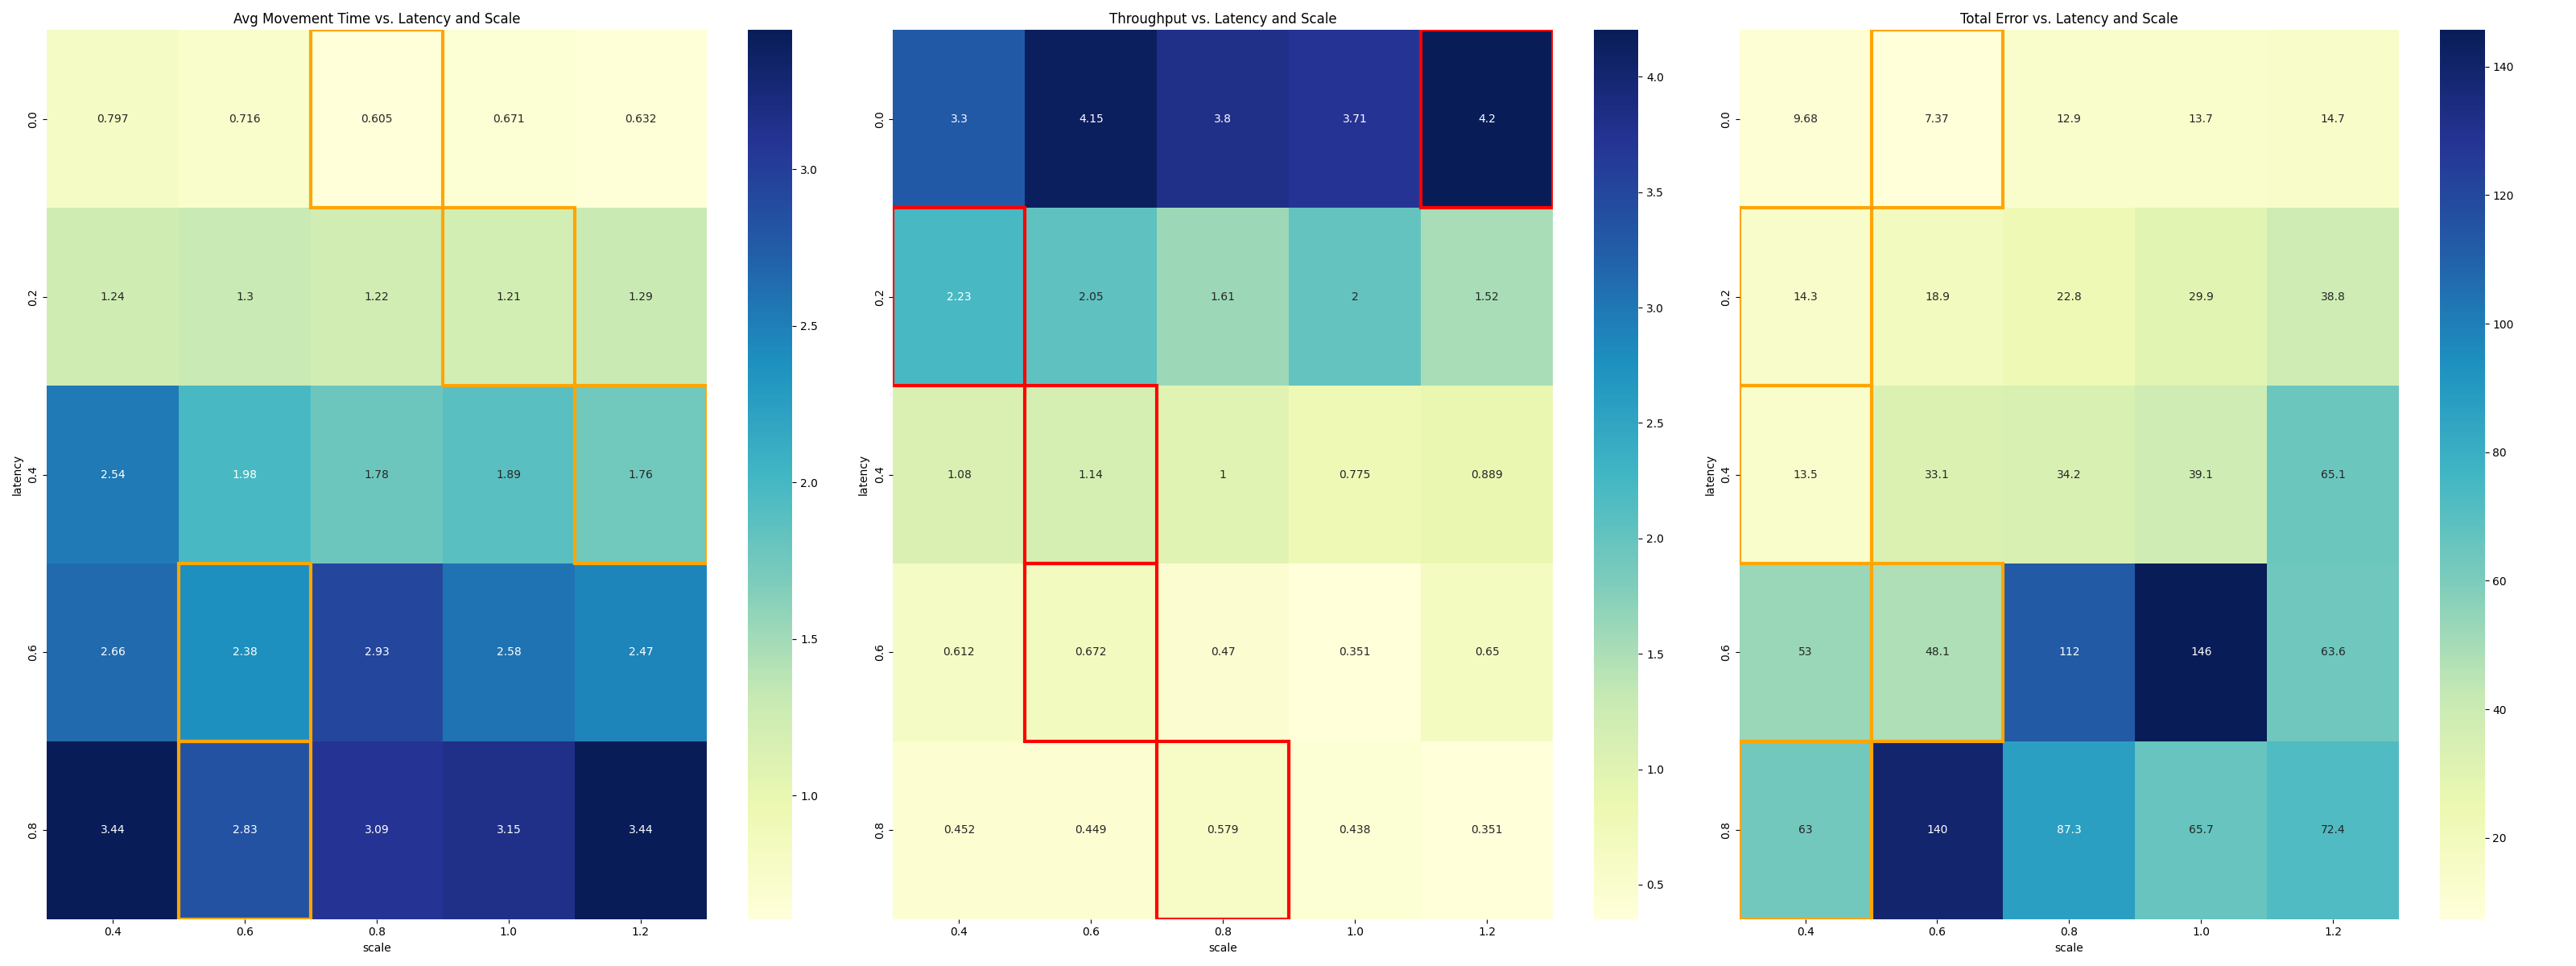 Avg Movement Time vs. Latency and Scale
0.0 0.797 0.716 0.605 0.671 0.632
0.2 1.24 1.3 1.22 1.21 1.29
0.4 2.54 1.98 1.78 1.89 1.76
0.6 2.66 2.38 2.93 2.58 2.47
0.8 3.44 2.83 3.09 3.15 3.44
latency
0.4 0.6 0.8 1.0 1.2
scale
3.0
2.5
2.0
1.5
1.0
Throughput vs. Latency and Scale
0.0 3.3 4.15 3.8 3.71 4.2
0.2 2.23 2.05 1.61 2 1.52
0.4 1.08 1.14 1 0.775 0.889
0.6 0.612 0.672 0.47 0.351 0.65
0.8 0.452 0.449 0.579 0.438 0.351
latency
0.4 0.6 0.8 1.0 1.2
scale
4.0
3.5
3.0
2.5
2.0
1.5
1.0
0.5
Total Error vs. Latency and Scale
0.0 9.68 7.37 12.9 13.7 14.7
0.2 14.3 18.9 22.8 29.9 38.8
0.4 13.5 33.1 34.2 39.1 65.1
0.6 53 48.1 112 146 63.6
0.8 63 140 87.3 65.7 72.4
latency
0.4 0.6 0.8 1.0 1.2
scale
140
120
100
80
60
40
20